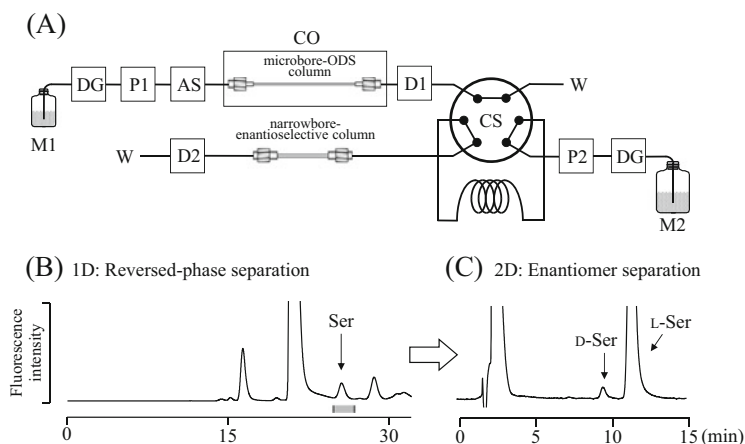 (A)
CO
microbore-ODS
column
DG
P1
AS
D1
W
M1
CS
narrowbore-
enantioselective column
W
D2
P2
DG
M2
(B) 1D: Reversed-phase separation
(C) 2D: Enantiomer separation
Fluorescence
intensity
Ser
D-Ser
L-Ser
0
15
30
0
5
10
15 (min)